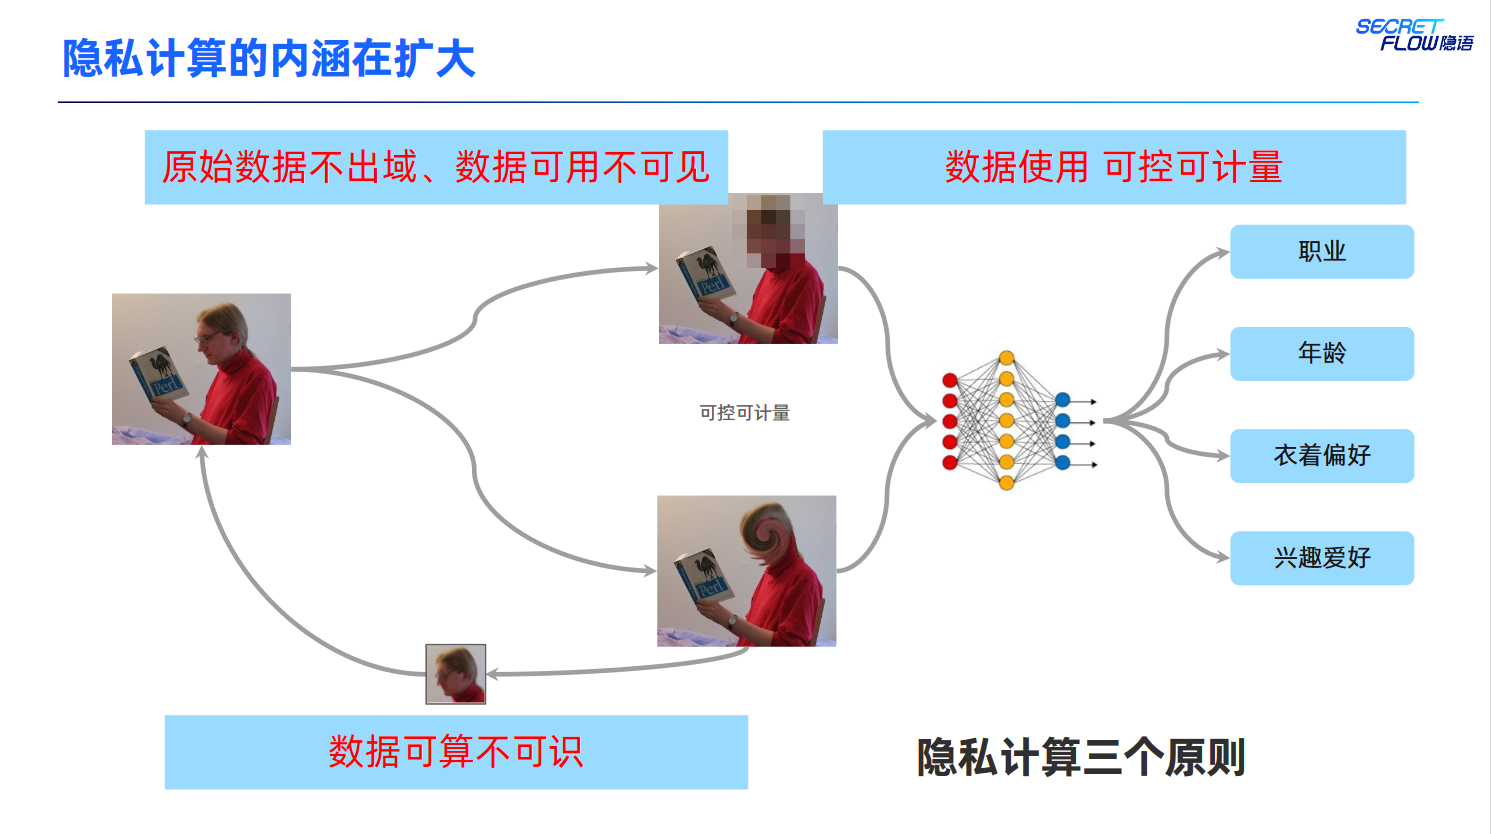 隐私计算的内涵在扩大
SECRET
FLOW隐语
原始数据不出域、数据可用不可见
数据使用 可控可计量
职业
年龄
衣着偏好
兴趣爱好
Perl
Perl
Perl
可控可计量
数据可算不可识
隐私计算三个原则